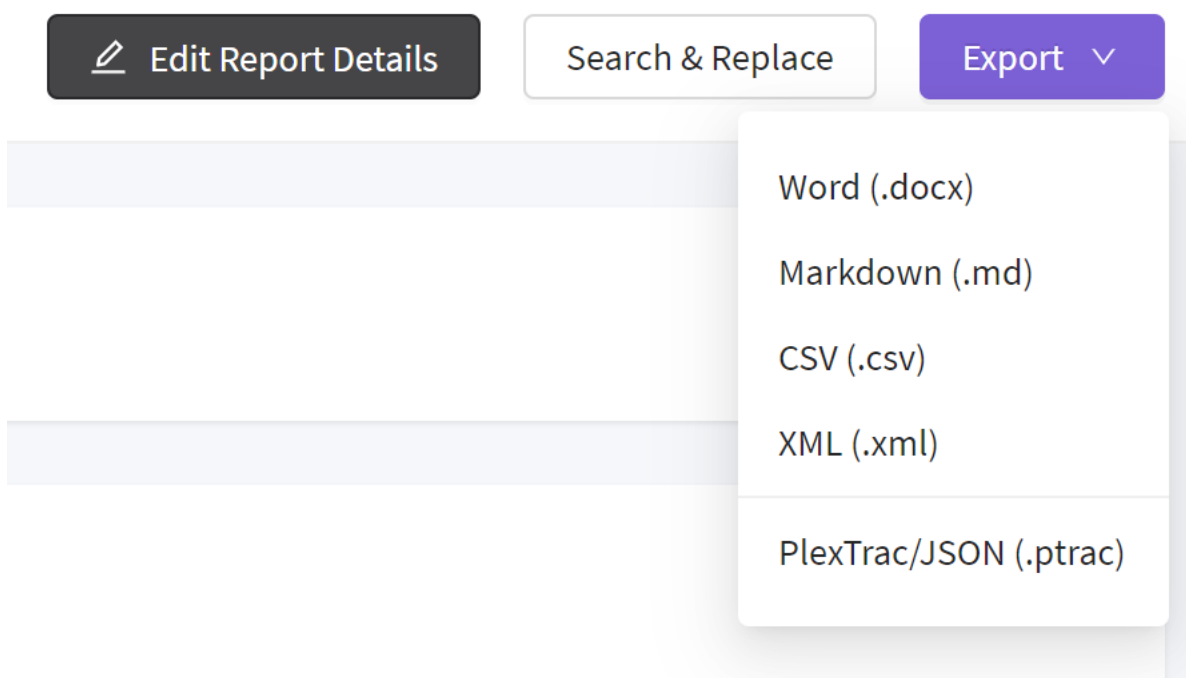 Edit Report Details
Search & Replace
Export
Word (.docx)
Markdown (.md)
CSV (.csv)
XML (.xml)
PlexTrac/JSON (.ptrac)